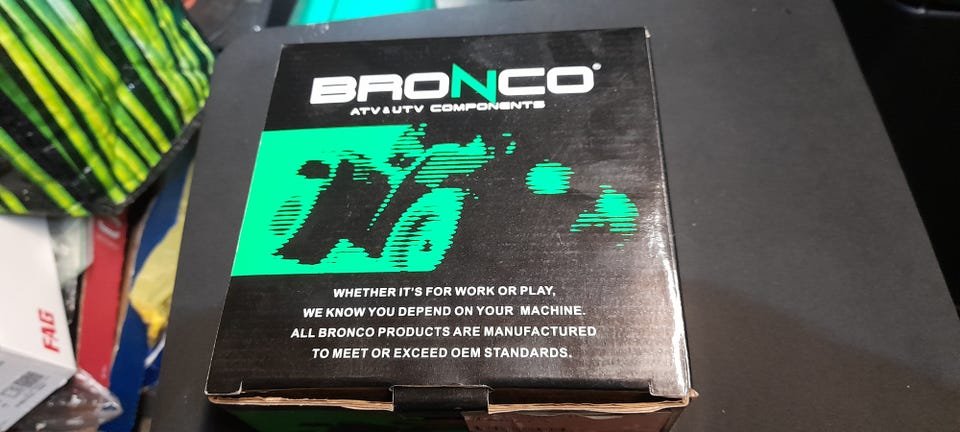 BRONCO®
ATV & UTV COMPONENTS
WHETHER IT'S FOR WORK OR PLAY,
WE KNOW YOU DEPEND ON YOUR MACHINE.
ALL BRONCO PRODUCTS ARE MANUFACTURED
TO MEET OR EXCEED OEM STANDARDS.
FAG